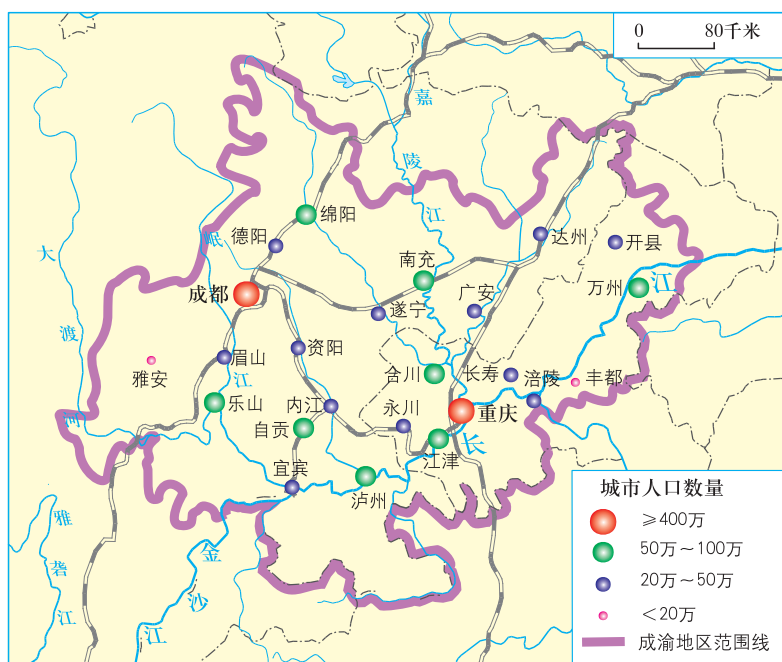 0 80千米
嘉
陵
江
绵阳
德阳
岷
江
大
渡
河
达州
开县
南充
万州
江
成都
遂宁
广安
眉山
资阳
雅安
合川
长寿
涪陵
丰都
乐山
内江
永川
重庆
自贡
江津
长
宜宾
泸州
雅
砻
江
金
沙
江
城市人口数量
≥400万
50万~100万
20万~50万
<20万
成渝地区范围线